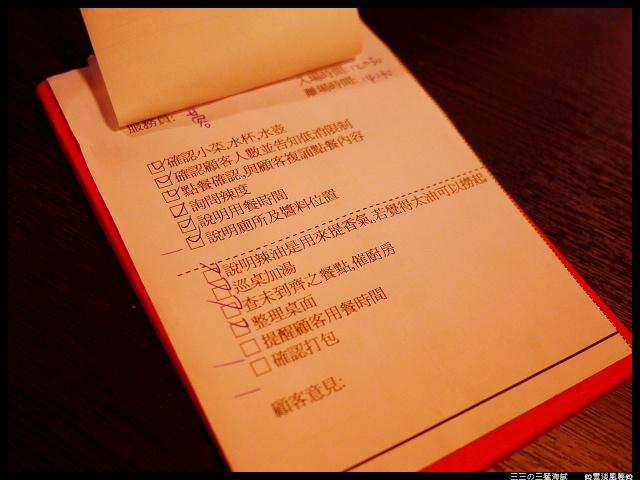 入場時間:
離場時間:
服務員:
確認小菜,水杯,水壺
確認顧客人數並告知低消限制
點餐確認,與顧客複誦點餐內容
詢問辣度
說明用餐時間
說明廁所及醬料位置
說明辣油是用來提香氣,若覺得太油可以撈起
巡桌加湯
查未到齊之餐點,催廚房
整理桌面
提醒顧客用餐時間
確認打包
顧客意見:
三三の三猛海賊